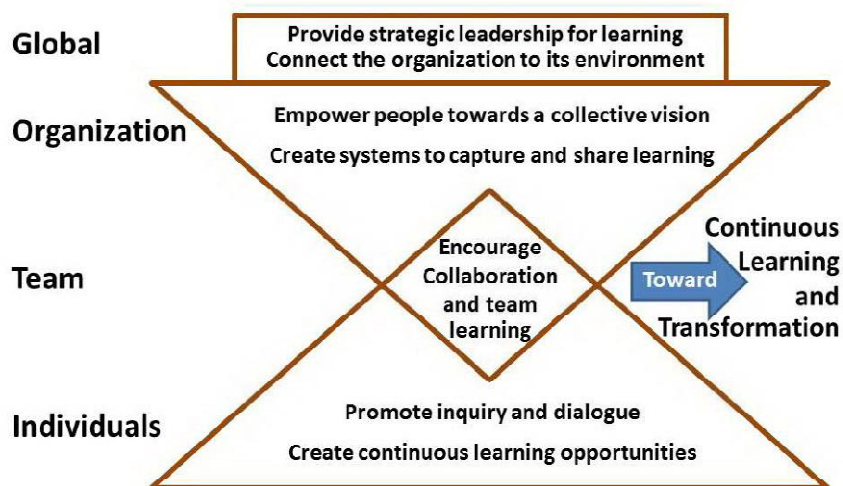 Global
Provide strategic leadership for learning
Connect the organization to its environment
Organization
Empower people towards a collective vision
Create systems to capture and share learning
Team
Encourage
Collaboration
and team
learning
Toward
Continuous
Learning
and
Transformation
Individuals
Promote inquiry and dialogue
Create continuous learning opportunities